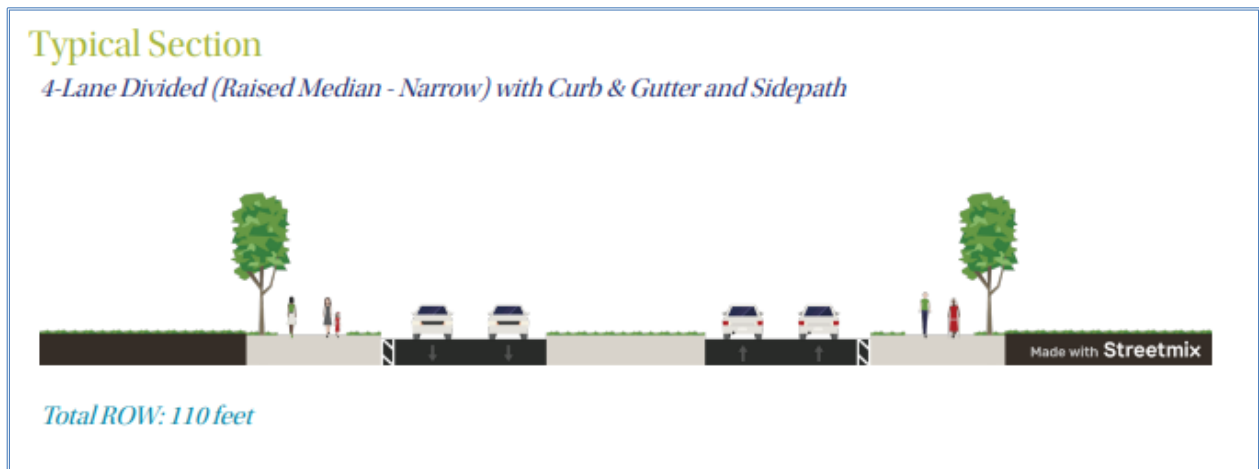 Typical Section
4-Lane Divided (Raised Median - Narrow) with Curb & Gutter and Sidepath
Made with Streetmix
Total ROW: 110 feet